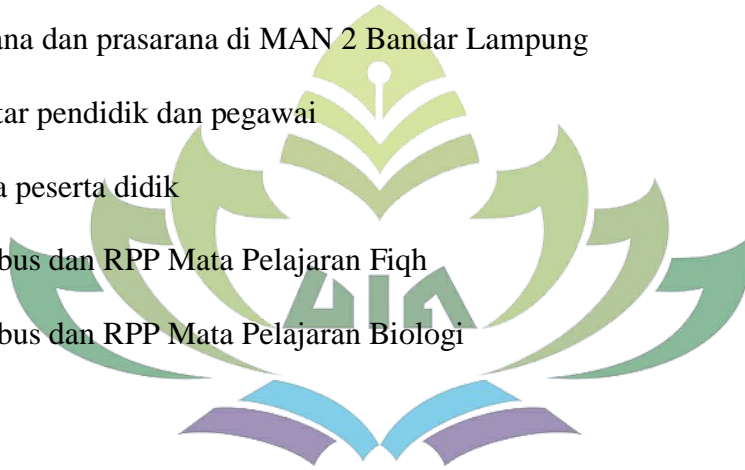 ana dan prasarana di MAN 2 Bandar Lampung
tar pendidik dan pegawai
a peserta didik
bus dan RPP Mata Pelajaran Fiqh
bus dan RPP Mata Pelajaran Biologi
UIN